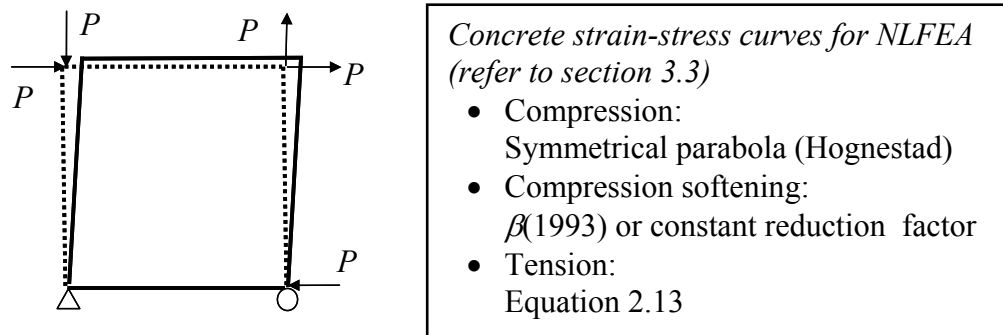 P
P
P
P
P
Concrete strain-stress curves for NLFEA
(refer to section 3.3)
• Compression:
Symmetrical parabola (Hognestad)
• Compression softening:
β(1993) or constant reduction factor
• Tension:
Equation 2.13